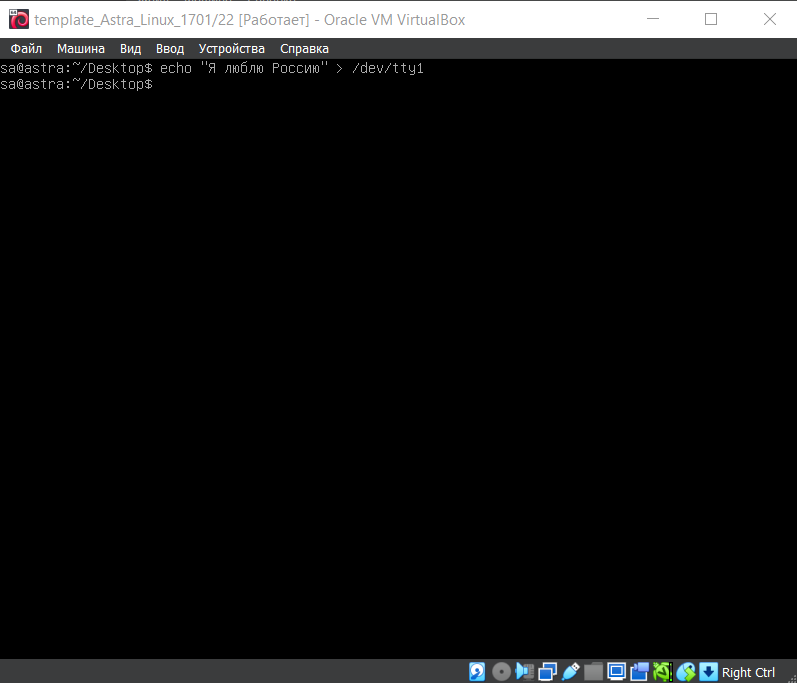 template_Astra_Linux_1701/22 [Работает] - Oracle VM VirtualBox
Файл Машина Вид Ввод Устройства Справка
sa@astra:~/Desktop$ echo "Я люблю Россию" > /dev/tty1
sa@astra:~/Desktop$
Right Ctrl